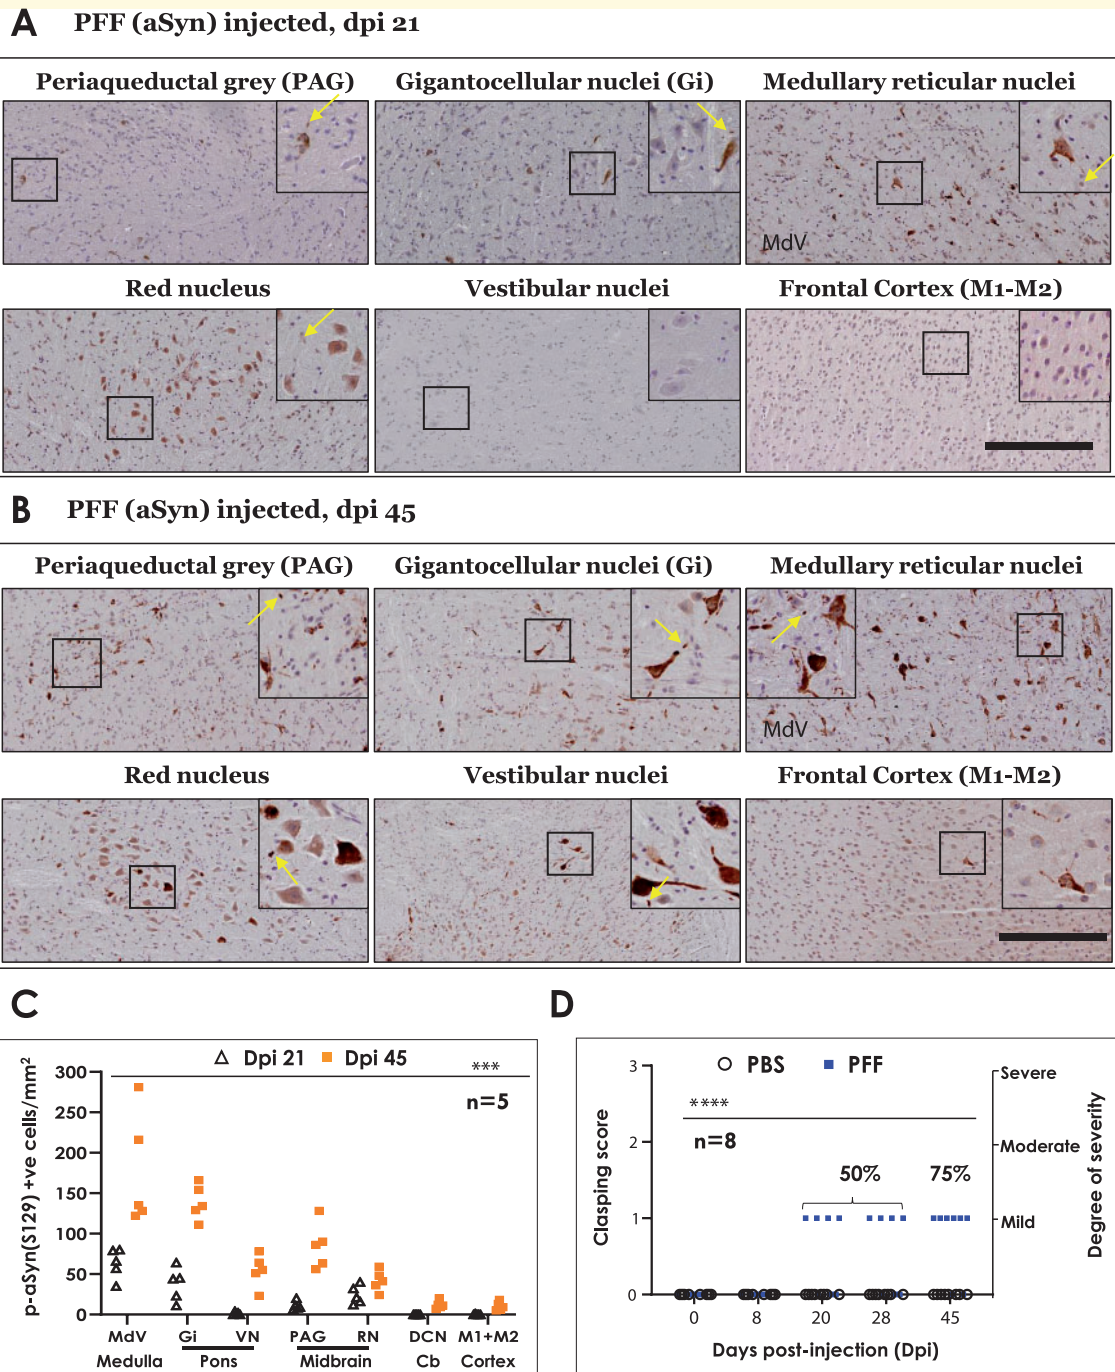 A PFF (aSyn) injected, dpi 21
Periaqueductal grey (PAG)
Gigantocellular nuclei (Gi)
Medullary reticular nuclei
MdV
Red nucleus
Vestibular nuclei
Frontal Cortex (M1-M2)
B PFF (aSyn) injected, dpi 45
Periaqueductal grey (PAG)
Gigantocellular nuclei (Gi)
Medullary reticular nuclei
MdV
Red nucleus
Vestibular nuclei
Frontal Cortex (M1-M2)
C
Dpi 21 Dpi 45
***
n=5
p-aSyn(S129) +ve cells/mm²
300
250
200
150
100
50
0
MdV Gi VN PAG RN DCN M1+M2
Medulla Pons Midbrain Cb Cortex
D
PBS PFF
****
n=8
50% 75%
Clasping score
3
2
1
0
Severe
Moderate
Mild
Degree of severity
0 8 20 28 45
Days post-injection (Dpi)